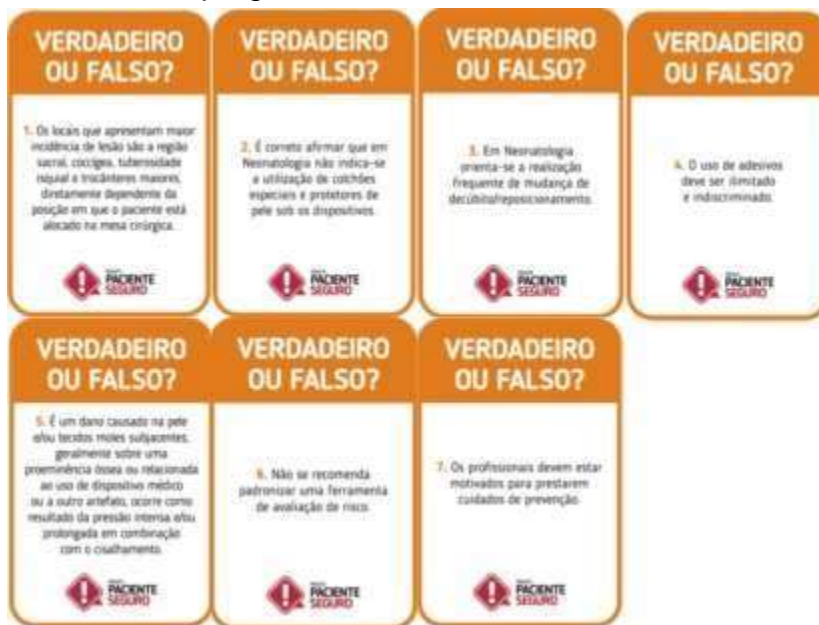 VERDADEIRO
OU FALSO?
1. Os locais que apresentam maior
incidência de lesão são a região
sacral, coccígea, tuberosidade
isquial e trocânteres maiores,
diretamente dependente da
posição em que o paciente está
alocado na mesa cirúrgica.
PACIENTE
SEGURO
VERDADEIRO
OU FALSO?
2. É correto afirmar que em
Neonatologia não indica-se
a utilização de colchões
especiais e protetores de
pele sob os dispositivos.
PACIENTE
SEGURO
VERDADEIRO
OU FALSO?
3. Em Neonatologia
orienta-se a realização
frequente de mudança de
decúbito/reposicionamento.
PACIENTE
SEGURO
VERDADEIRO
OU FALSO?
4. O uso de adesivos
deve ser ilimitado
e indiscriminado.
PACIENTE
SEGURO
VERDADEIRO
OU FALSO?
5. É um dano causado na pele
e/ou tecidos moles subjacentes,
geralmente sobre uma
proeminência óssea ou relacionada
ao uso de dispositivo médico
ou a outro artefato, ocorre como
resultado da pressão intensa e/ou
prolongada em combinação
com o cisalhamento.
PACIENTE
SEGURO
VERDADEIRO
OU FALSO?
6. Não se recomenda
padronizar uma ferramenta
de avaliação de risco.
PACIENTE
SEGURO
VERDADEIRO
OU FALSO?
7. Os profissionais devem estar
motivados para prestarem
cuidados de prevenção.
PACIENTE
SEGURO